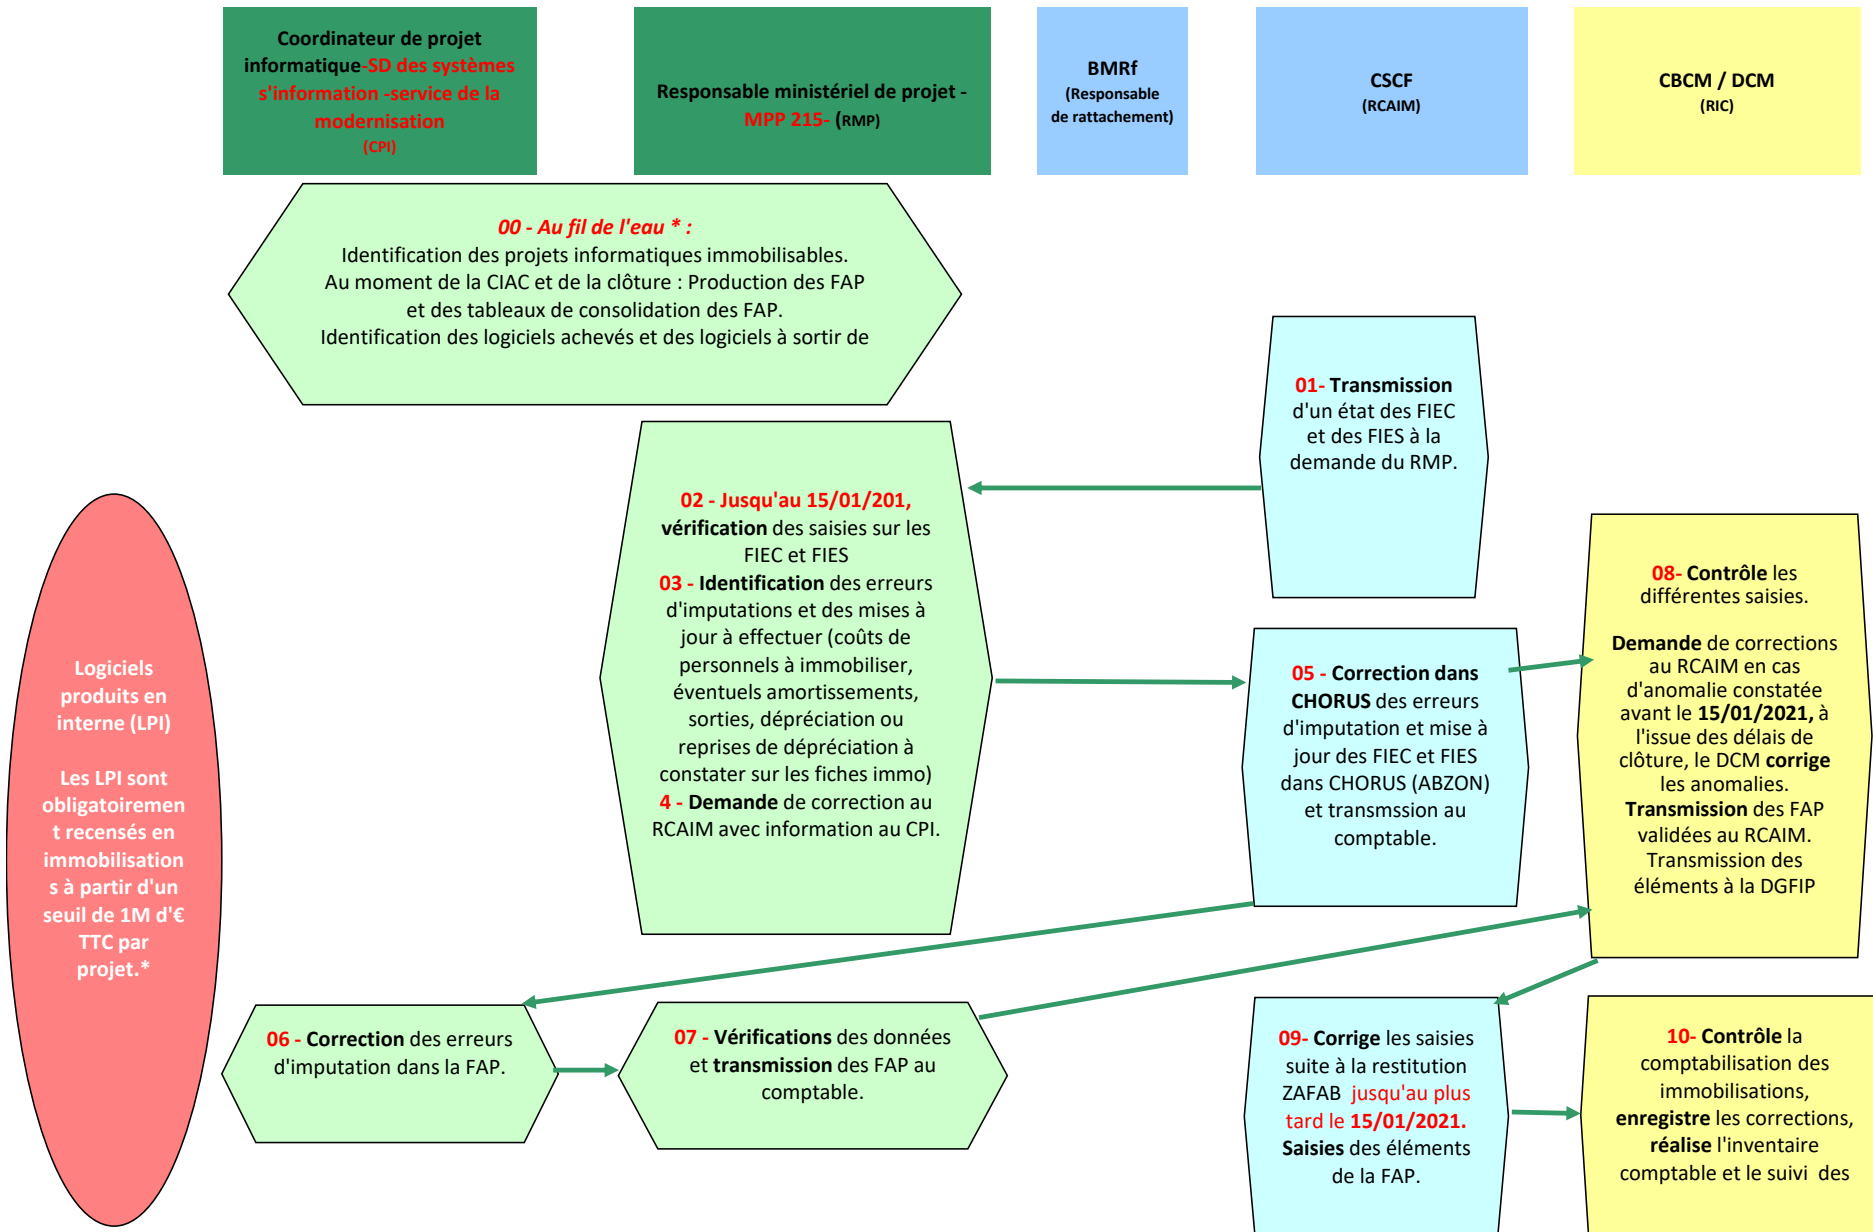 Coordinateur de projet
informatique-SD des systèmes
s'information -service de la
modernisation
(CPI)
Responsable ministériel de projet -
MPP 215- (RMP)
BMRf
(Responsable
de rattachement)
CSCF
(RCAIM)
CBCM / DCM
(RIC)
00 - Au fil de l'eau * :
Identification des projets informatiques immobilisables.
Au moment de la CIAC et de la clôture : Production des FAP
et des tableaux de consolidation des FAP.
Identification des logiciels achevés et des logiciels à sortir de
01- Transmission
d'un état des FIEC
et des FIES à la
demande du RMP.
02 - Jusqu'au 15/01/201,
vérification des saisies sur les
FIEC et FIES
03 - Identification des erreurs
d'imputations et des mises à
jour à effectuer (coûts de
personnels à immobiliser,
éventuels amortissements,
sorties, dépréciation ou
reprises de dépréciation à
constater sur les fiches immo)
4 - Demande de correction au
RCAIM avec information au CPI.
Logiciels
produits en
interne (LPI)
Les LPI sont
obligatoiremen
t recensés en
immobilisation
s à partir d'un
seuil de 1M d'€
TTC par
projet.*
05 - Correction dans
CHORUS des erreurs
d'imputation et mise à
jour des FIEC et FIES
dans CHORUS (ABZON)
et transmssion au
comptable.
08- Contrôle les
différentes saisies.
Demande de corrections
au RCAIM en cas
d'anomalie constatée
avant le 15/01/2021, à
l'issue des délais de
clôture, le DCM corrige
les anomalies.
Transmission des FAP
validées au RCAIM.
Transmission des
éléments à la DGFIP
06 - Correction des erreurs
d'imputation dans la FAP.
07 - Vérifications des données
et transmission des FAP au
comptable.
09- Corrige les saisies
suite à la restitution
ZAFAB jusqu'au plus
tard le 15/01/2021.
Saisies des éléments
de la FAP.
10- Contrôle la
comptabilisation des
immobilisations,
enregistre les corrections,
réalise l'inventaire
comptable et le suivi des